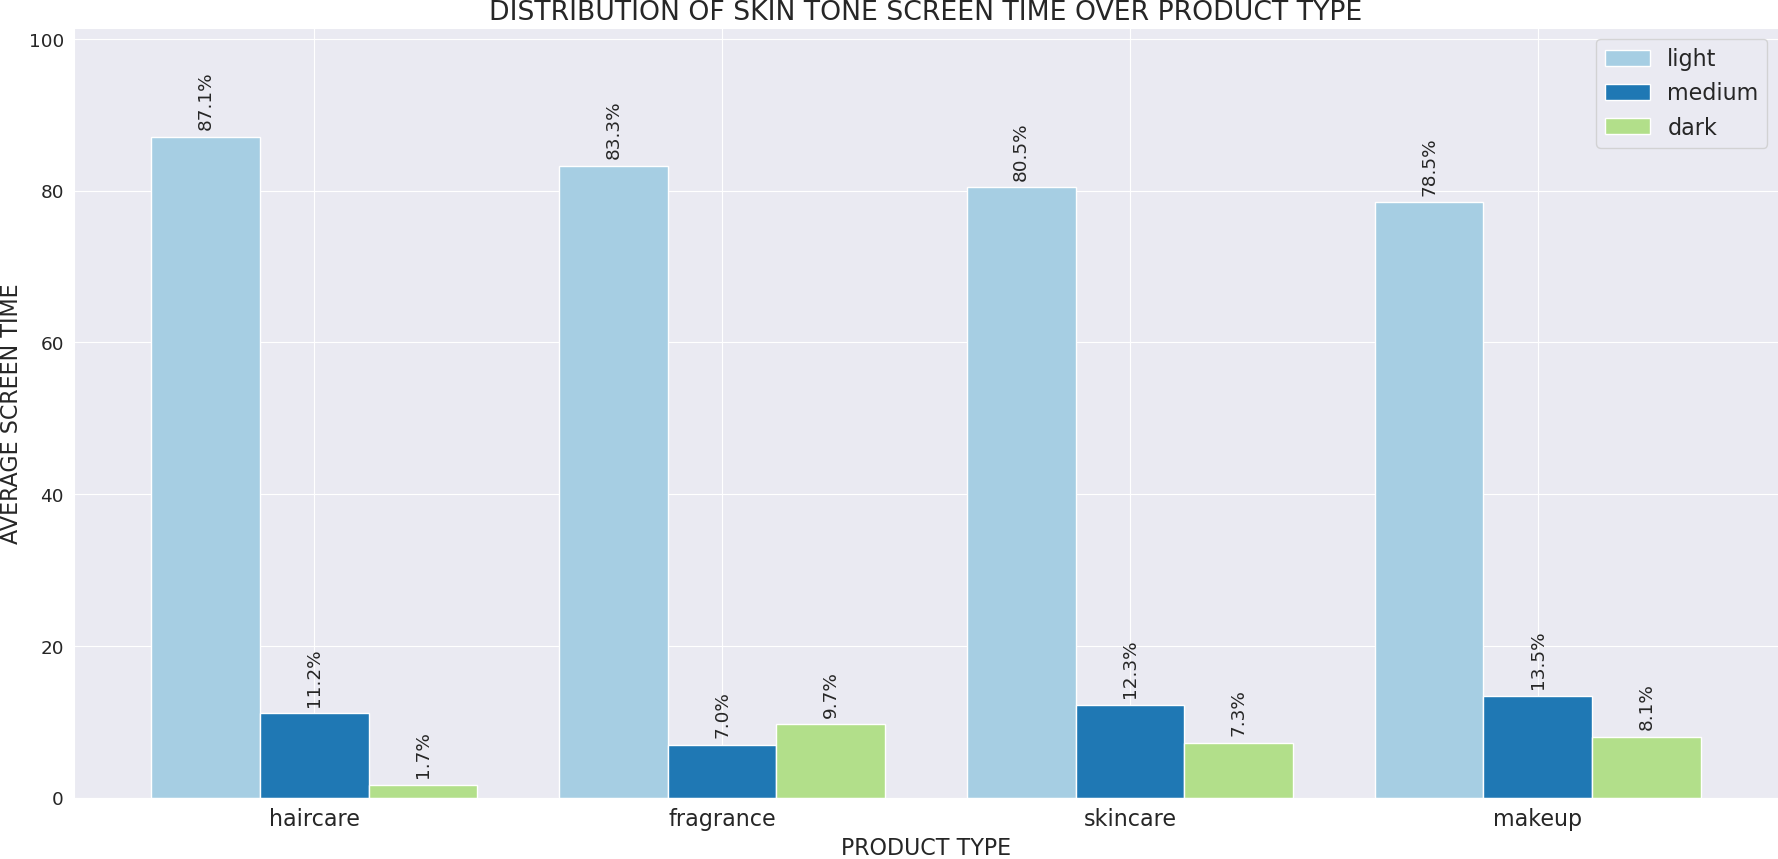 DISTRIBUTION OF SKIN TONE SCREEN TIME OVER PRODUCT TYPE
light
medium
dark
AVERAGE SCREEN TIME
100
80
60
40
20
0
87.1%
11.2%
1.7%
83.3%
7.0%
9.7%
80.5%
12.3%
7.3%
78.5%
13.5%
8.1%
haircare
fragrance
skincare
makeup
PRODUCT TYPE